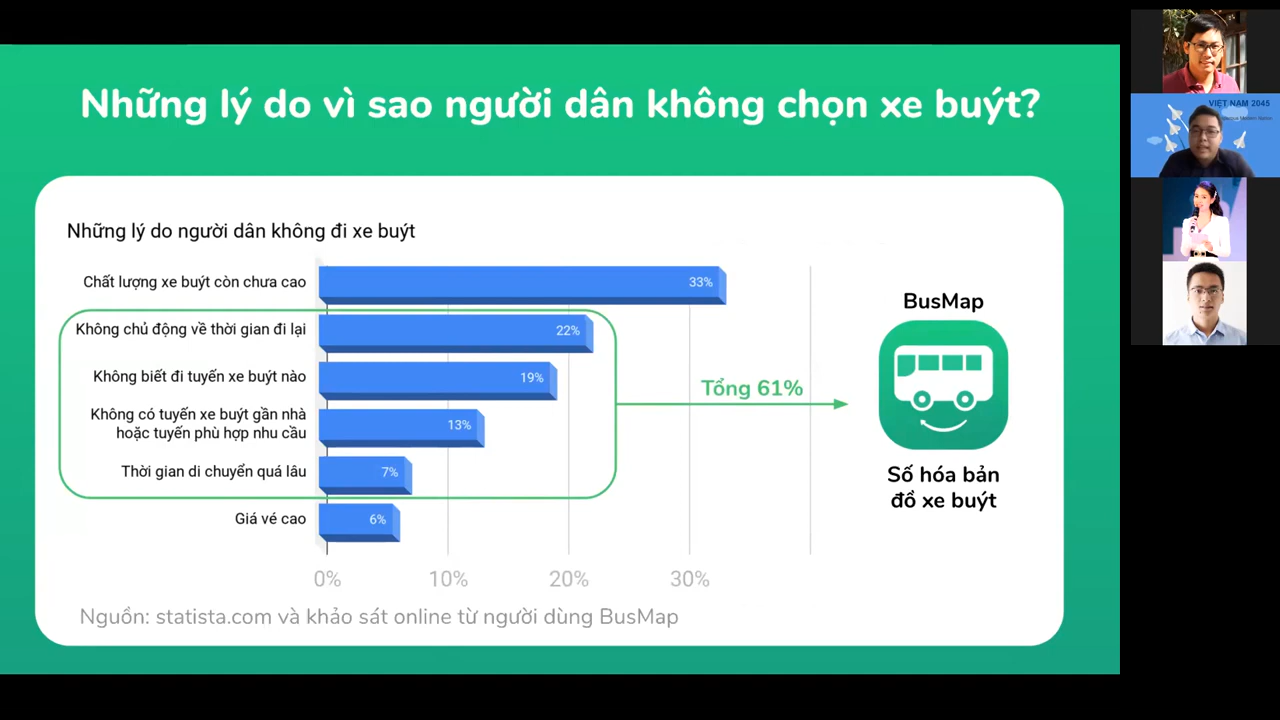 Những lý do vì sao người dân không chọn xe buýt?
Những lý do người dân không đi xe buýt
Chất lượng xe buýt còn chưa cao
33%
Không chủ động về thời gian đi lại
22%
Không biết đi tuyến xe buýt nào
19%
Không có tuyến xe buýt gần nhà
hoặc tuyến phù hợp nhu cầu
13%
Thời gian di chuyển quá lâu
7%
Giá vé cao
6%
0%
10%
20%
30%
Tổng 61%
BusMap
Số hóa bản
đồ xe buýt
Nguồn: statista.com và khảo sát online từ người dùng BusMap
VIET NAM 2045